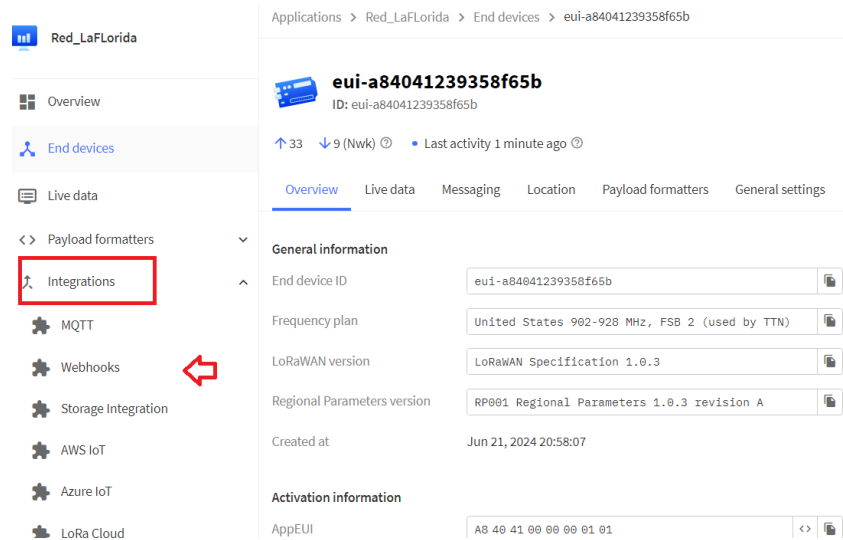 Red_LaFLorida
Overview
End devices
Live data
Payload formatters
Integrations
MQTT
Webhooks
Storage Integration
AWS IoT
Azure IoT
LoRa Cloud
Applications > Red_LaFLorida > End devices > eui-a84041239358f65b
eui-a84041239358f65b
ID: eui-a84041239358f65b
33 9 (Nwk) • Last activity 1 minute ago
Overview Live data Messaging Location Payload formatters General settings
General information
End device ID eui-a84041239358f65b
Frequency plan United States 902-928 MHz, FSB 2 (used by TTN)
LoRaWAN version LoRaWAN Specification 1.0.3
Regional Parameters version RP001 Regional Parameters 1.0.3 revision A
Created at Jun 21, 2024 20:58:07
Activation information
AppEUI A8 40 41 00 00 00 01 01